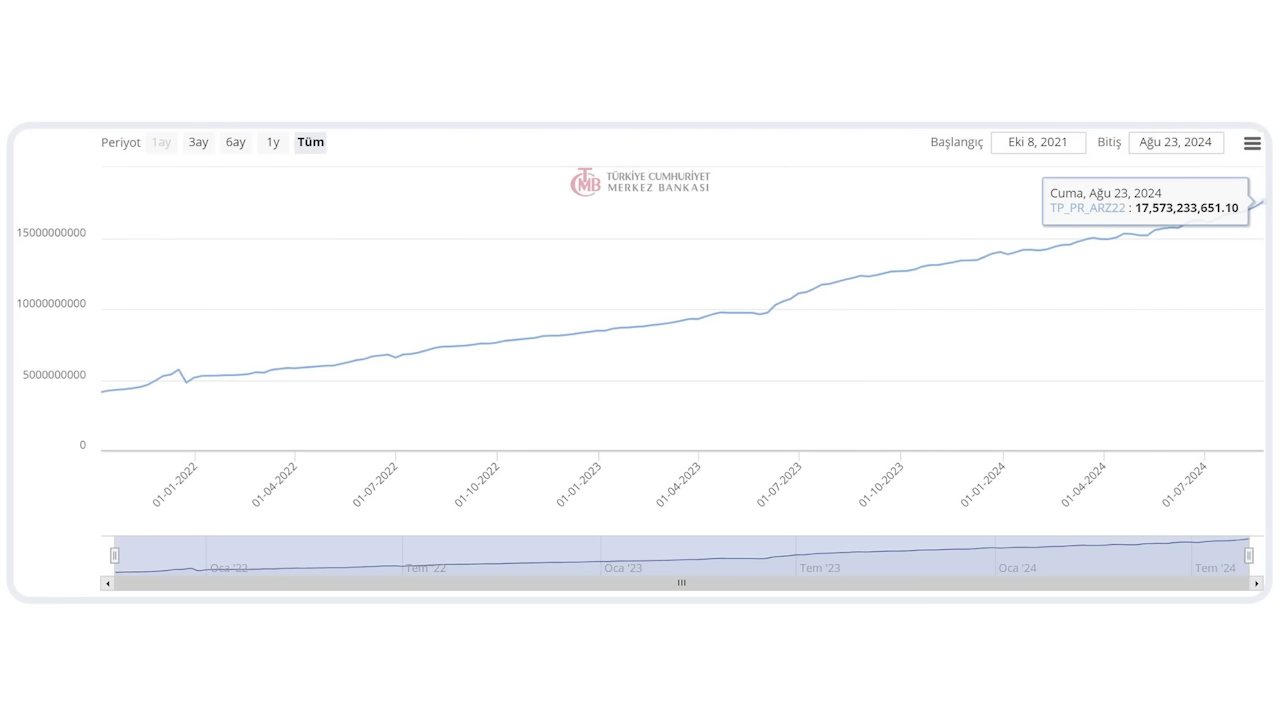 Periyot 1ay 3ay 6ay 1y Tüm
Başlangıç Eki 8, 2021 Bitiş Ağu 23, 2024
TCMB
TÜRKİYE CUMHURİYET
MERKEZ BANKASI
Cuma, Ağu 23, 2024
TP_PR_ARZ22 : 17,573,233,651.10
15000000000
10000000000
5000000000
0
01-01-2022
01-04-2022
01-07-2022
01-10-2022
01-01-2023
01-04-2023
01-07-2023
01-10-2023
01-01-2024
01-04-2024
01-07-2024
Oca '22
Tem '22
Oca '23
Tem '23
Oca '24
Tem '24